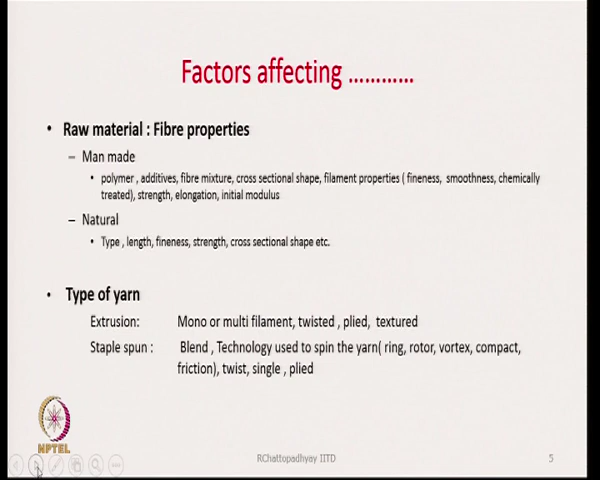 Factors affecting …………
• Raw material : Fibre properties
– Man made
• polymer , additives, fibre mixture, cross sectional shape, filament properties ( fineness, smoothness, chemically
treated), strength, elongation, initial modulus
– Natural
• Type , length, fineness, strength, cross sectional shape etc.
• Type of yarn
Extrusion: Mono or multi filament, twisted , plied, textured
Staple spun : Blend , Technology used to spin the yarn( ring, rotor, vortex, compact,
friction), twist, single , plied
NPTEL
RChattopadhyay IITD
5